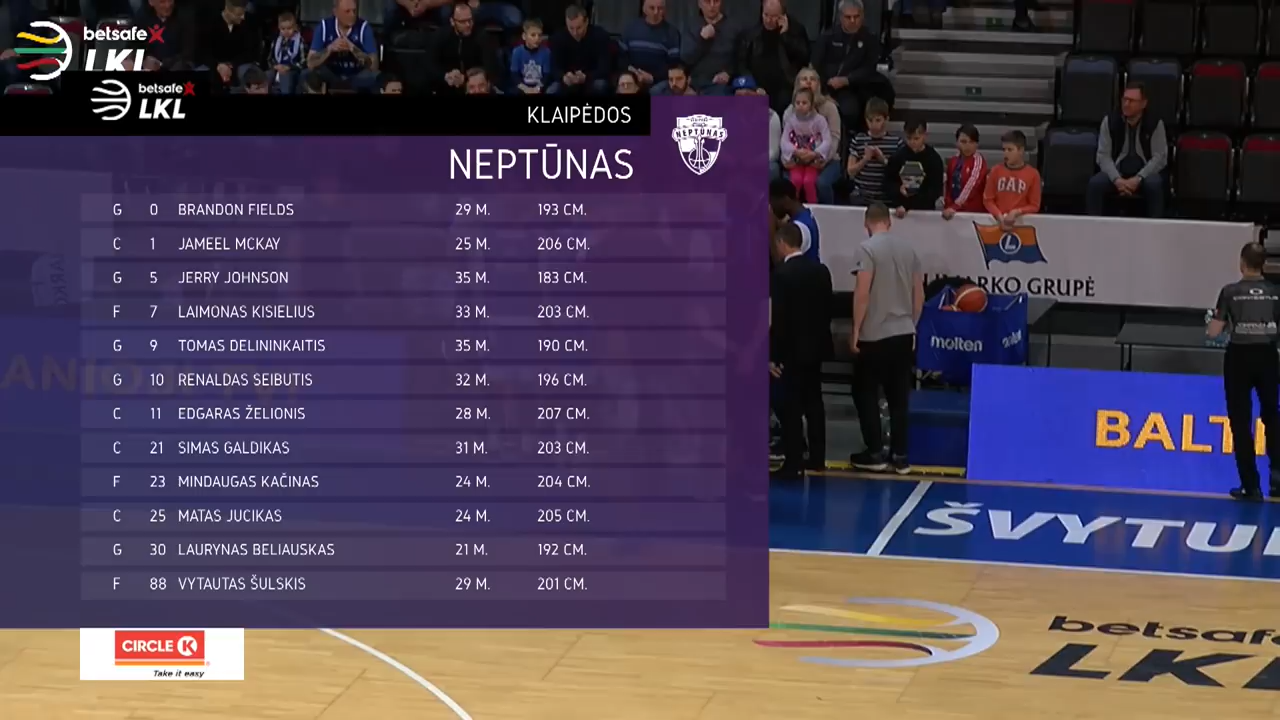 betsafe
LKL
betsafe
LKL
KLAIPĖDOS
NEPTŪNAS
NEPTŪNAS
G 0 BRANDON FIELDS 29 M. 193 CM.
C 1 JAMEEL MCKAY 25 M. 206 CM.
G 5 JERRY JOHNSON 35 M. 183 CM.
F 7 LAIMONAS KISIELIUS 33 M. 203 CM.
G 9 TOMAS DELININKAITIS 35 M. 190 CM.
G 10 RENALDAS SEIBUTIS 32 M. 196 CM.
C 11 EDGARAS ŽELIONIS 28 M. 207 CM.
C 21 SIMAS GALDIKAS 31 M. 203 CM.
F 23 MINDAUGAS KAČINAS 24 M. 204 CM.
C 25 MATAS JUCIKAS 24 M. 205 CM.
G 30 LAURYNAS BELIAUSKAS 21 M. 192 CM.
F 88 VYTAUTAS ŠULSKIS 29 M. 201 CM.
CIRCLE K
Take it easy
GAP
L
GRUPĖ
molten
BALTI
ŠVYTU
betsafe
LKL